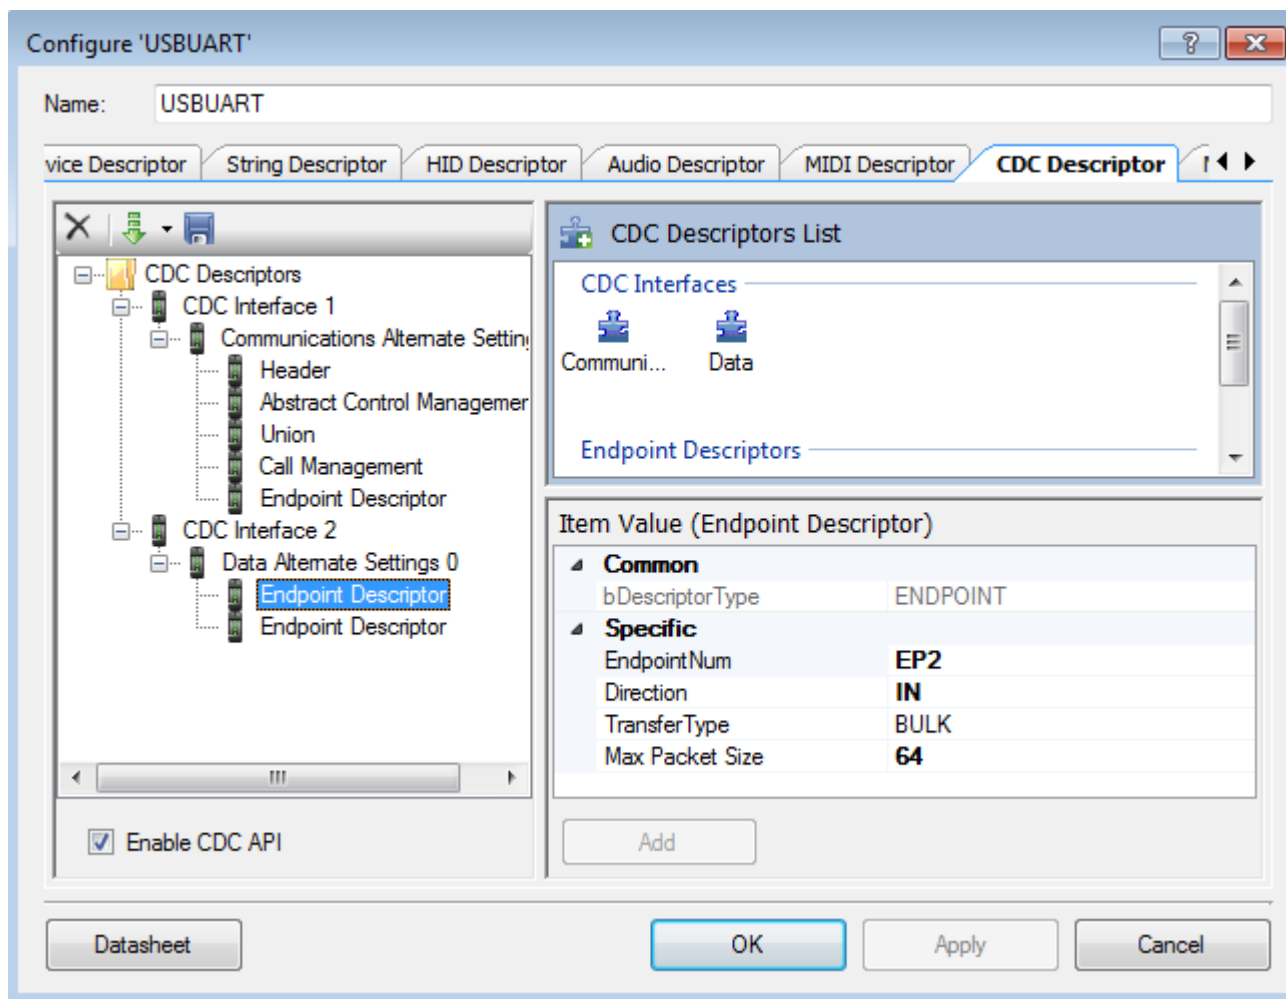 Configure 'USBUART'
Name: USBUART
vice Descriptor String Descriptor HID Descriptor Audio Descriptor MIDI Descriptor CDC Descriptor
CDC Descriptors
CDC Interface 1
Communications Alternate Settin
Header
Abstract Control Managemer
Union
Call Management
Endpoint Descriptor
CDC Interface 2
Data Alternate Settings 0
Endpoint Descriptor
Endpoint Descriptor
Enable CDC API
CDC Descriptors List
CDC Interfaces
Communi... Data
Endpoint Descriptors
Item Value (Endpoint Descriptor)
Common
bDescriptorType ENDPOINT
Specific
EndpointNum EP2
Direction IN
TransferType BULK
Max Packet Size 64
Add
Datasheet OK Apply Cancel